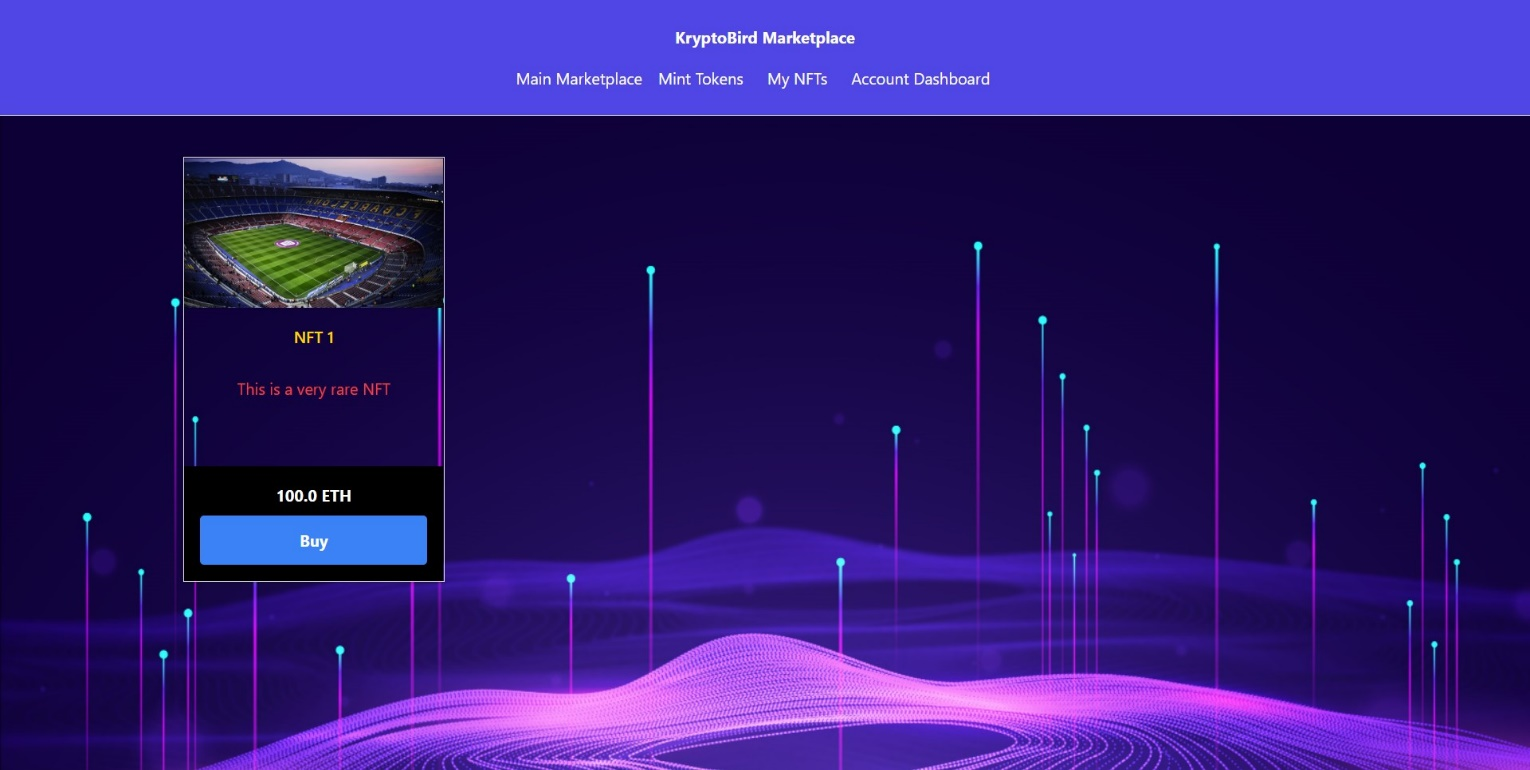 KryptoBird Marketplace
Main Marketplace Mint Tokens My NFTs Account Dashboard
NFT 1
This is a very rare NFT
100.0 ETH
Buy